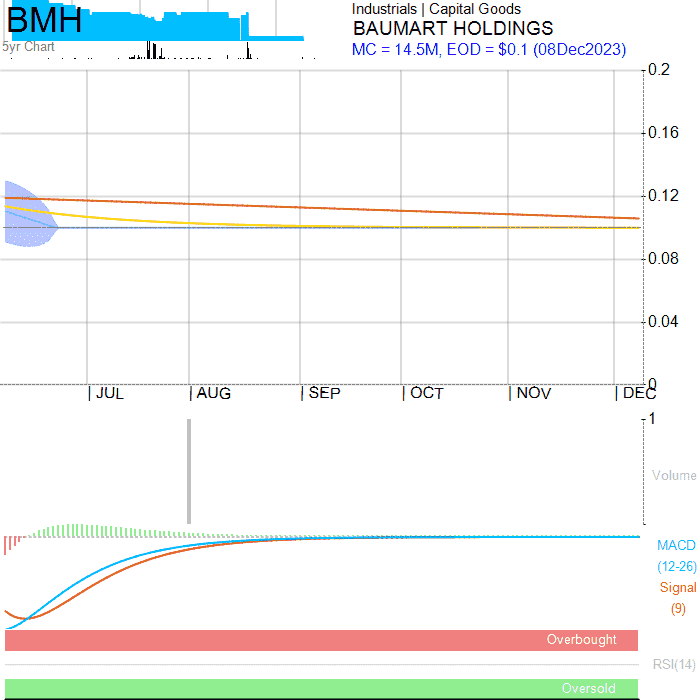 BMH
5yr Chart
Industrials | Capital Goods
BAUMART HOLDINGS
MC = 14.5M, EOD = $0.1 (08Dec2023)
0.2
0.16
0.12
0.08
0.04
0
JUL AUG SEP OCT NOV DEC
1
Volume
MACD
(12-26)
Signal
(9)
Overbought
RSI(14)
Oversold